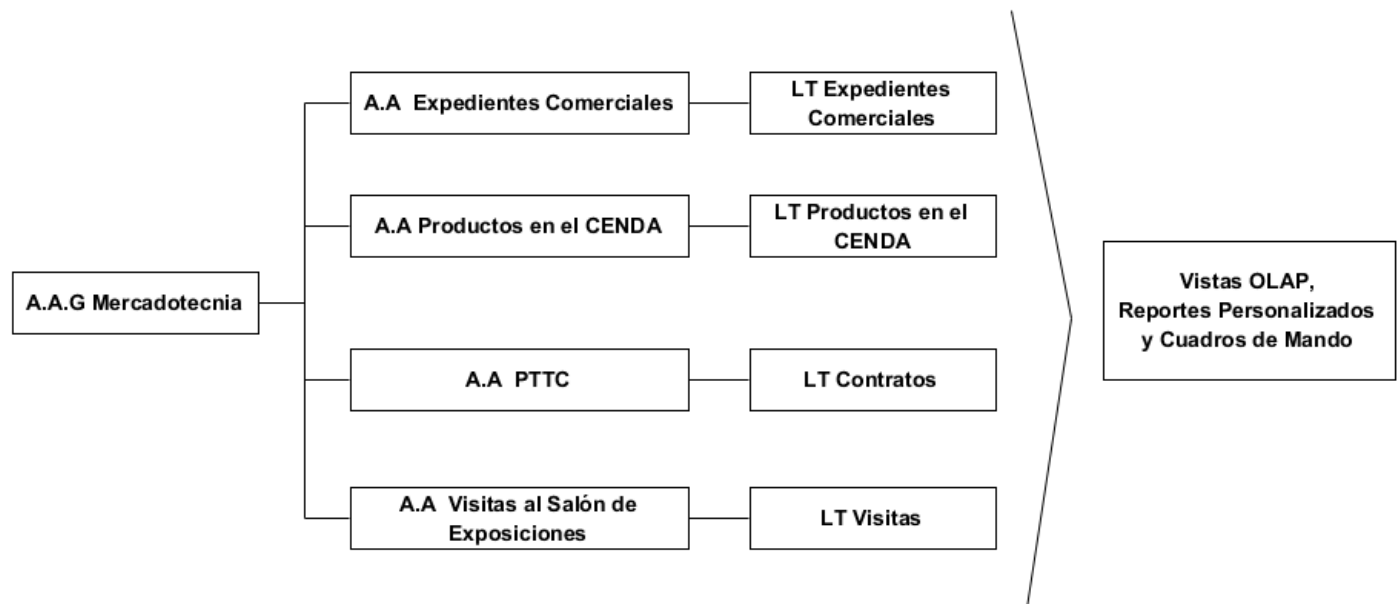 A.A Expedientes Comerciales
LT Expedientes
Comerciales
A.A Productos en el CENDA
LT Productos en el
CENDA
A.A.G Mercadotecnia
Vistas OLAP,
Reportes Personalizados
y Cuadros de Mando
A.A PTTC
LT Contratos
A.A Visitas al Salón de
Exposiciones
LT Visitas